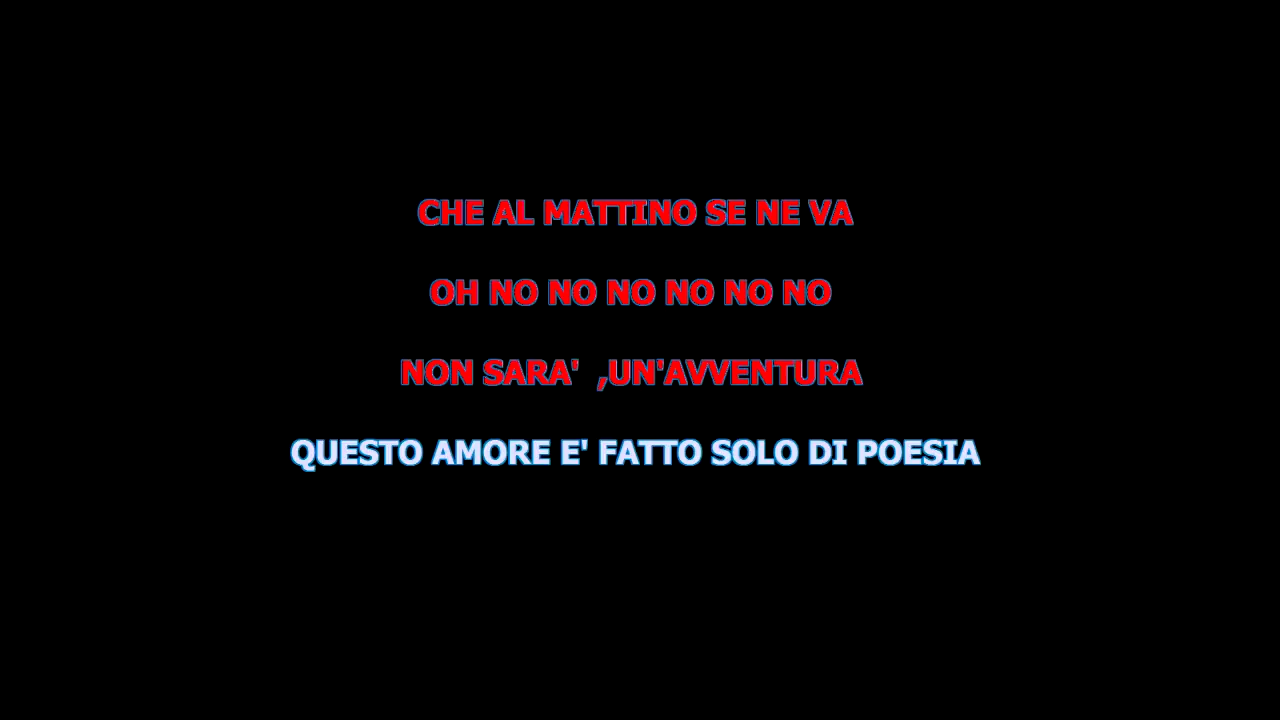 CHE AL MATTINO SE NE VA
OH NO NO NO NO NO NO
NON SARA'  ,UN'AVVENTURA
QUESTO AMORE E' FATTO SOLO DI POESIA